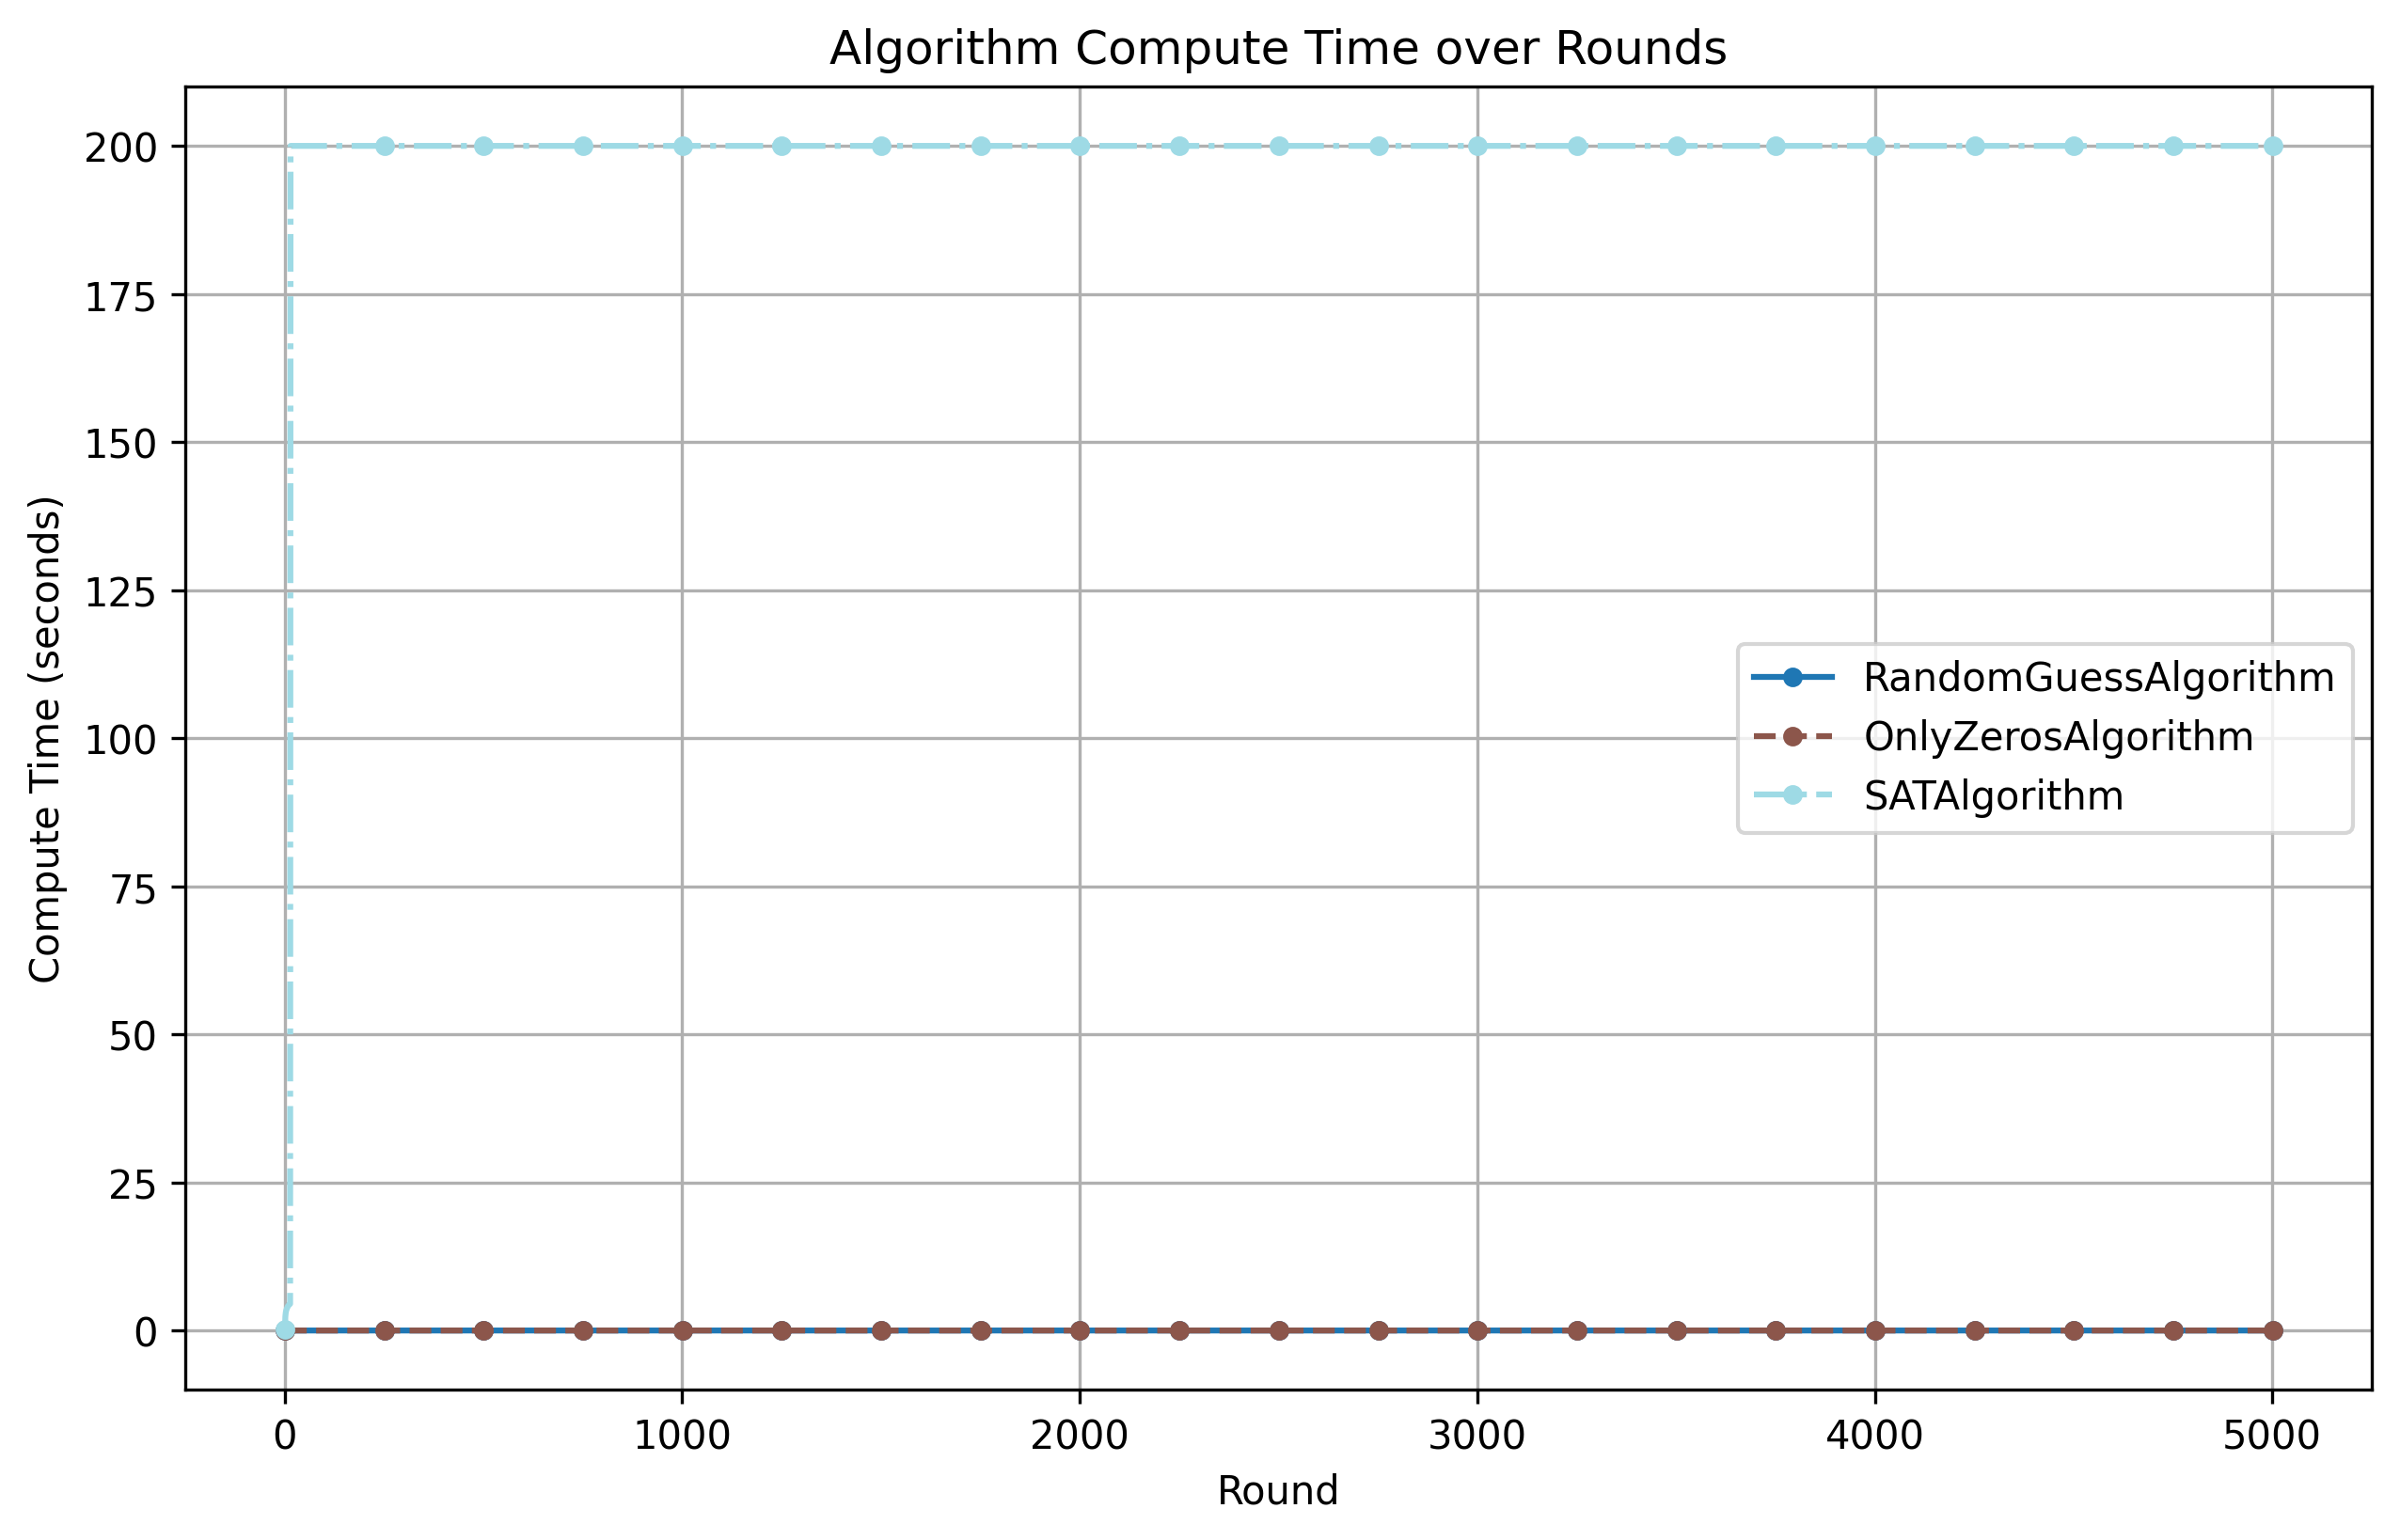 Algorithm Compute Time over Rounds
Compute Time (seconds)
200
175
150
125
100
75
50
25
0
RandomGuessAlgorithm
OnlyZerosAlgorithm
SATAlgorithm
0 1000 2000 3000 4000 5000
Round